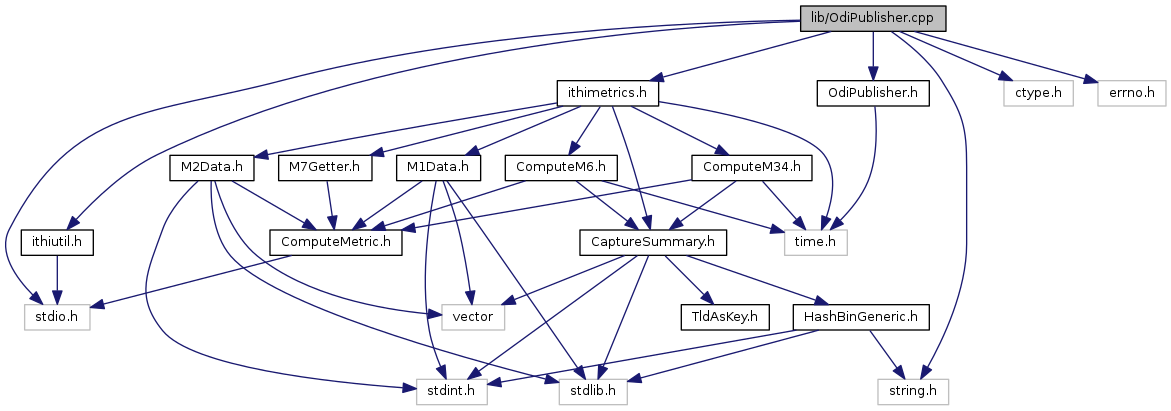 lib/OdiPublisher.cpp
ithimetrics.h
OdiPublisher.h
ctype.h
errno.h
M2Data.h
M7Getter.h
M1Data.h
ComputeM6.h
ComputeM34.h
ithiutil.h
ComputeMetric.h
CaptureSummary.h
time.h
stdio.h
vector
TldAsKey.h
HashBinGeneric.h
stdint.h
stdlib.h
string.h